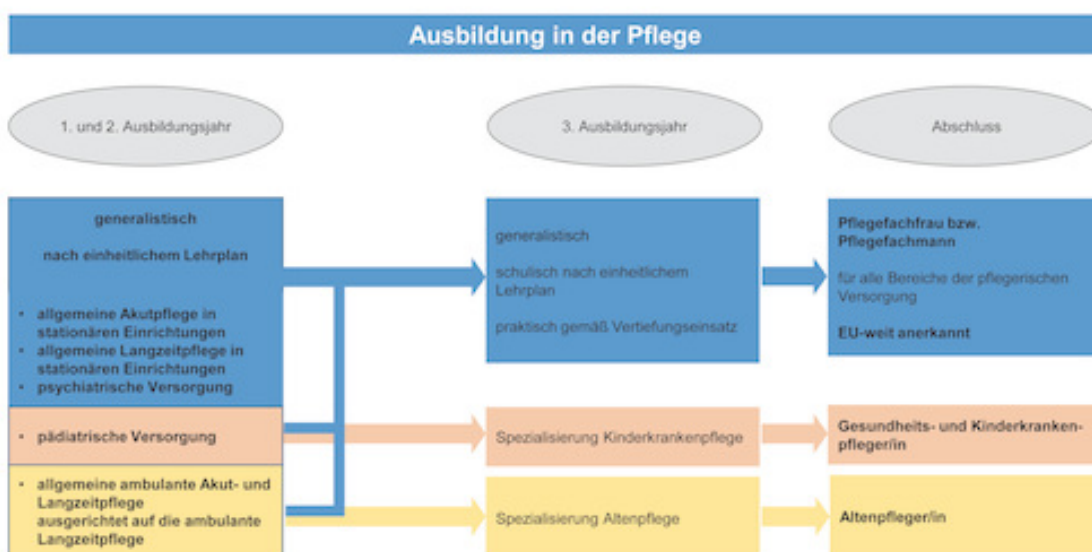 Ausbildung in der Pflege
1. und 2. Ausbildungsjahr
3. Ausbildungsjahr
Abschluss
generalistisch
nach einheitlichem Lehrplan
• allgemeine Akutpflege in
stationären Einrichtungen
• allgemeine Langzeitpflege in
stationären Einrichtungen
• psychiatrische Versorgung
generalistisch
schulisch nach einheitlichem
Lehrplan
praktisch gemäß Vertiefungseinsatz
Pflegefachfrau bzw.
Pflegefachmann
für alle Bereiche der pflegerischen
Versorgung
EU-weit anerkannt
• pädiatrische Versorgung
Spezialisierung Kinderkrankenpflege
Gesundheits- und Kinderkranken-
pfleger/in
• allgemeine ambulante Akut- und
Langzeitpflege
ausgerichtet auf die ambulante
Langzeitpflege
Spezialisierung Altenpflege
Altenpfleger/in